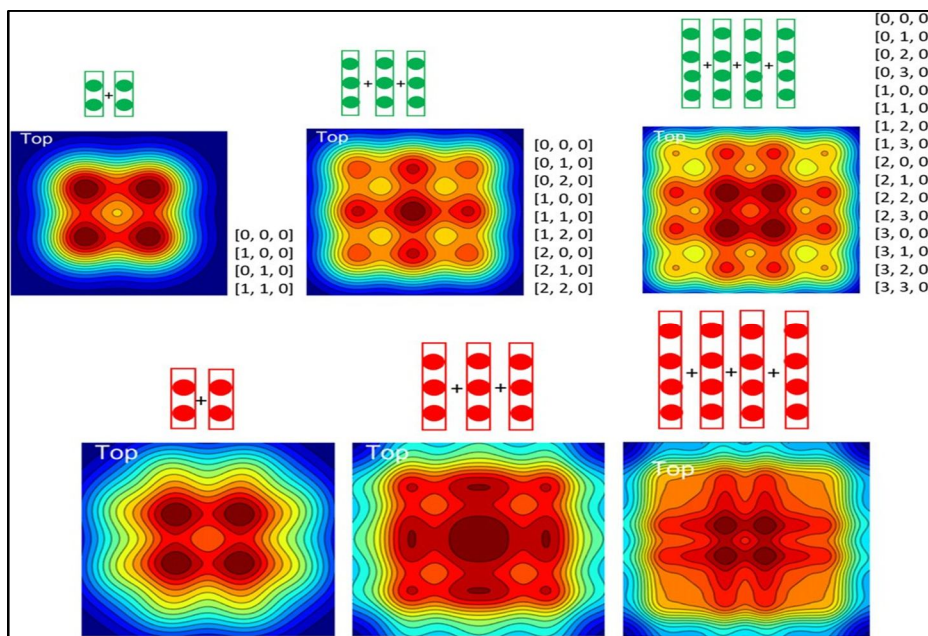 Top
[0, 0, 0]
[1, 0, 0]
[0, 1, 0]
[1, 1, 0]
Top
[0, 0, 0]
[0, 1, 0]
[0, 2, 0]
[1, 0, 0]
[1, 1, 0]
[1, 2, 0]
[2, 0, 0]
[2, 1, 0]
[2, 2, 0]
Top
[0, 0, 0
[0, 1, 0
[0, 2, 0
[0, 3, 0
[1, 0, 0
[1, 1, 0
[1, 2, 0
[1, 3, 0
[2, 0, 0
[2, 1, 0
[2, 2, 0
[2, 3, 0
[3, 0, 0
[3, 1, 0
[3, 2, 0
[3, 3, 0
Top
Top
Top